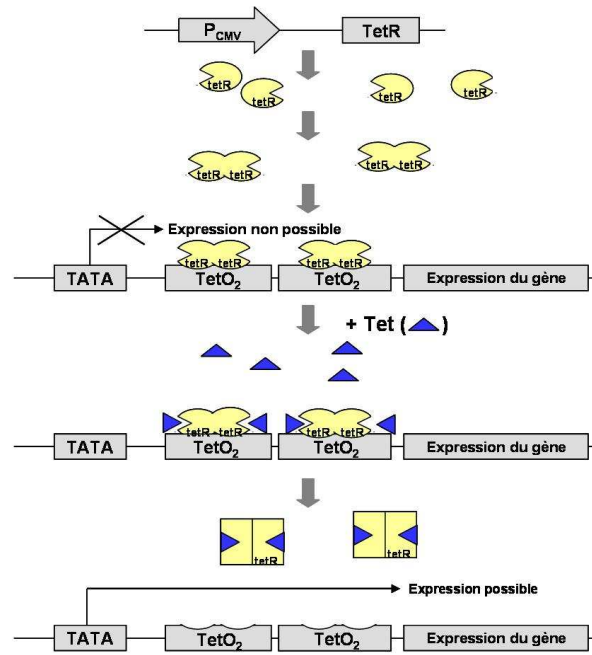 P_CMV TetR
tetR
tetR
tetR
tetR
tetR tetR
tetR tetR
Expression non possible
tetR tetR tetR tetR
TATA TetO₂ TetO₂ Expression du gène
+ Tet ( )
tetR tetR tetR tetR
TATA TetO₂ TetO₂ Expression du gène
tetR
tetR
Expression possible
TATA TetO₂ TetO₂ Expression du gène